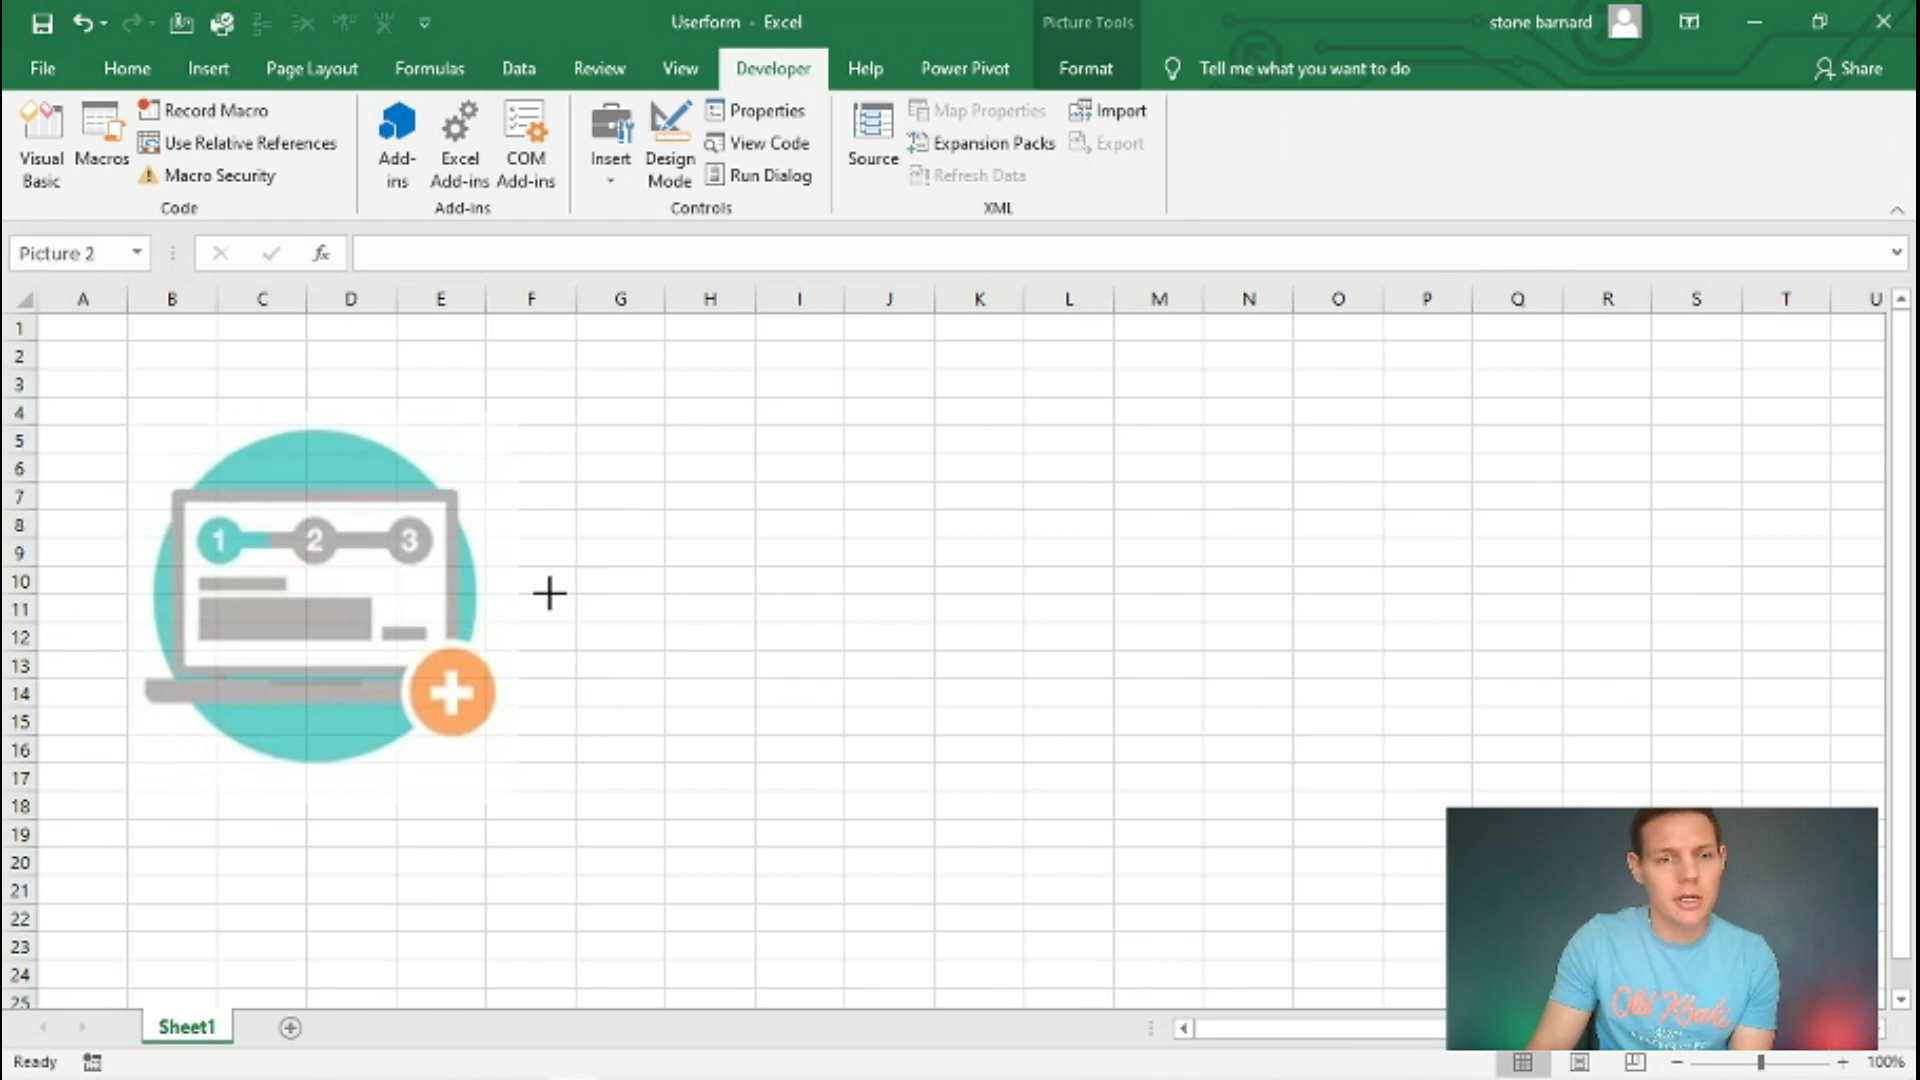 Userform - Excel
Picture Tools
stone barnard
File Home Insert Page Layout Formulas Data Review View Developer Help Power Pivot Format Tell me what you want to do Share
Visual Basic
Macros
Record Macro
Use Relative References
Macro Security
Code
Add-ins
Excel Add-ins
COM Add-ins
Add-ins
Insert
Design Mode
Properties
View Code
Run Dialog
Controls
Source
Map Properties
Expansion Packs
Refresh Data
Import
Export
XML
Picture 2
fx
A B C D E F G H I J K L M N O P Q R S T U
1
2
3
4
5
6
7
8
9
10
11
12
13
14
15
16
17
18
19
20
21
22
23
24
25
1 2 3
Old Khaki
Sheet1
Ready
100%